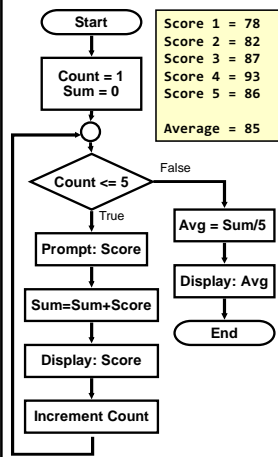 Start
Count = 1
Sum = 0
Count <= 5
True
False
Prompt: Score
Sum=Sum+Score
Display: Score
Increment Count
Avg = Sum/5
Display: Avg
End
Score 1 = 78
Score 2 = 82
Score 3 = 87
Score 4 = 93
Score 5 = 86
Average = 85